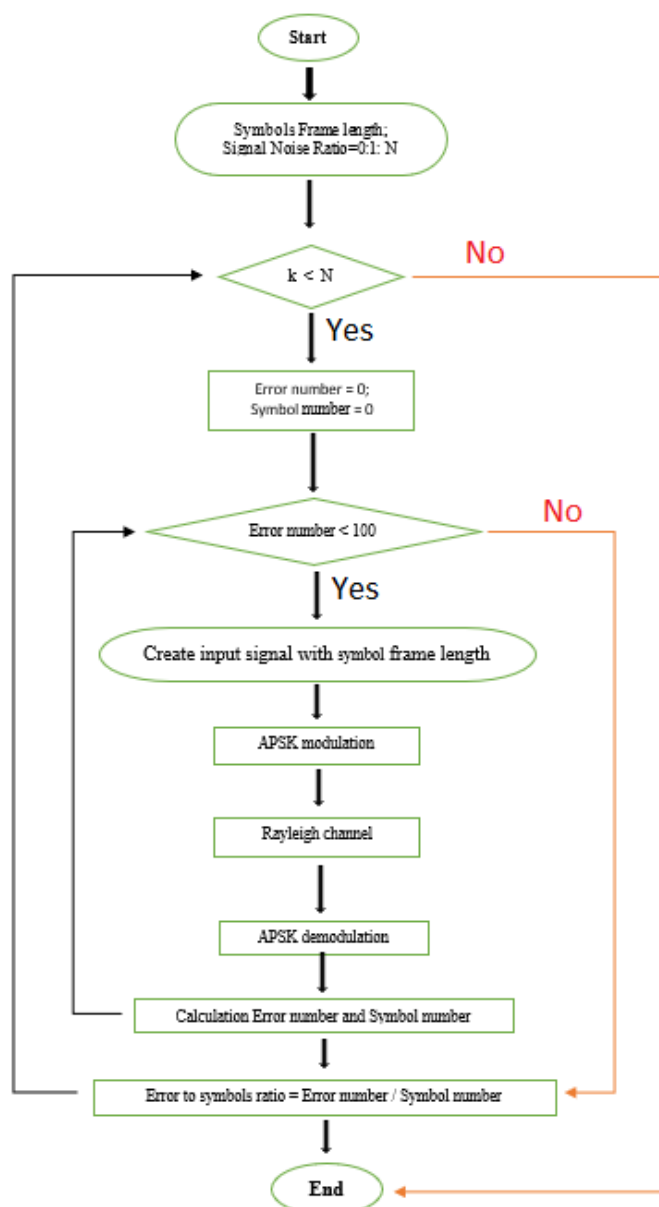 Start
Symbols Frame length;
Signal Noise Ratio=0:1: N
No
k < N
Yes
Error number = 0;
Symbol number = 0
No
Error number < 100
Yes
Create input signal with symbol frame length
APSK modulation
Rayleigh channel
APSK demodulation
Calculation Error number and Symbol number
Error to symbols ratio = Error number / Symbol number
End